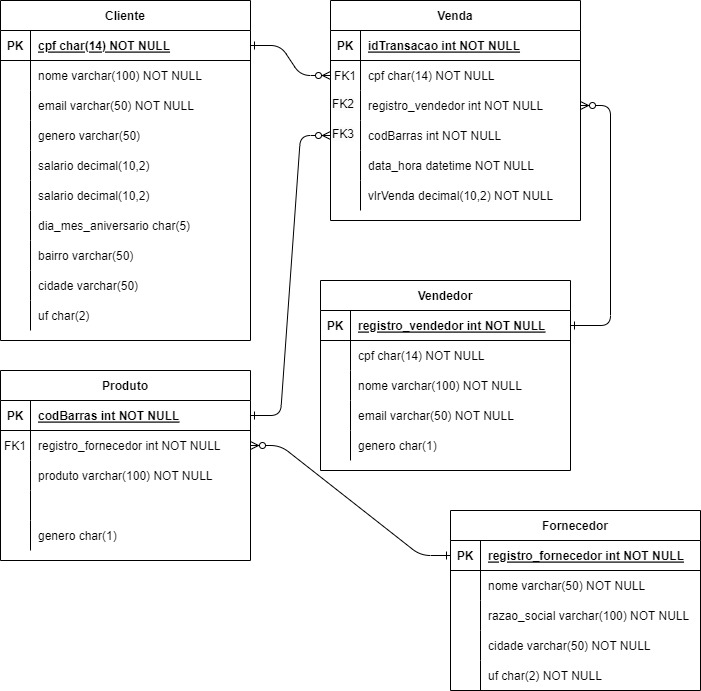 Cliente
PK cpf char(14) NOT NULL
nome varchar(100) NOT NULL
email varchar(50) NOT NULL
genero varchar(50)
salario decimal(10,2)
salario decimal(10,2)
dia_mes_aniversario char(5)
bairro varchar(50)
cidade varchar(50)
uf char(2)
Venda
PK idTransacao int NOT NULL
FK1 cpf char(14) NOT NULL
FK2 registro_vendedor int NOT NULL
FK3 codBarras int NOT NULL
data_hora datetime NOT NULL
vlrVenda decimal(10,2) NOT NULL
Vendedor
PK registro_vendedor int NOT NULL
cpf char(14) NOT NULL
nome varchar(100) NOT NULL
email varchar(50) NOT NULL
genero char(1)
Produto
PK codBarras int NOT NULL
FK1 registro_fornecedor int NOT NULL
produto varchar(100) NOT NULL
genero char(1)
Fornecedor
PK registro_fornecedor int NOT NULL
nome varchar(50) NOT NULL
razao_social varchar(100) NOT NULL
cidade varchar(50) NOT NULL
uf char(2) NOT NULL